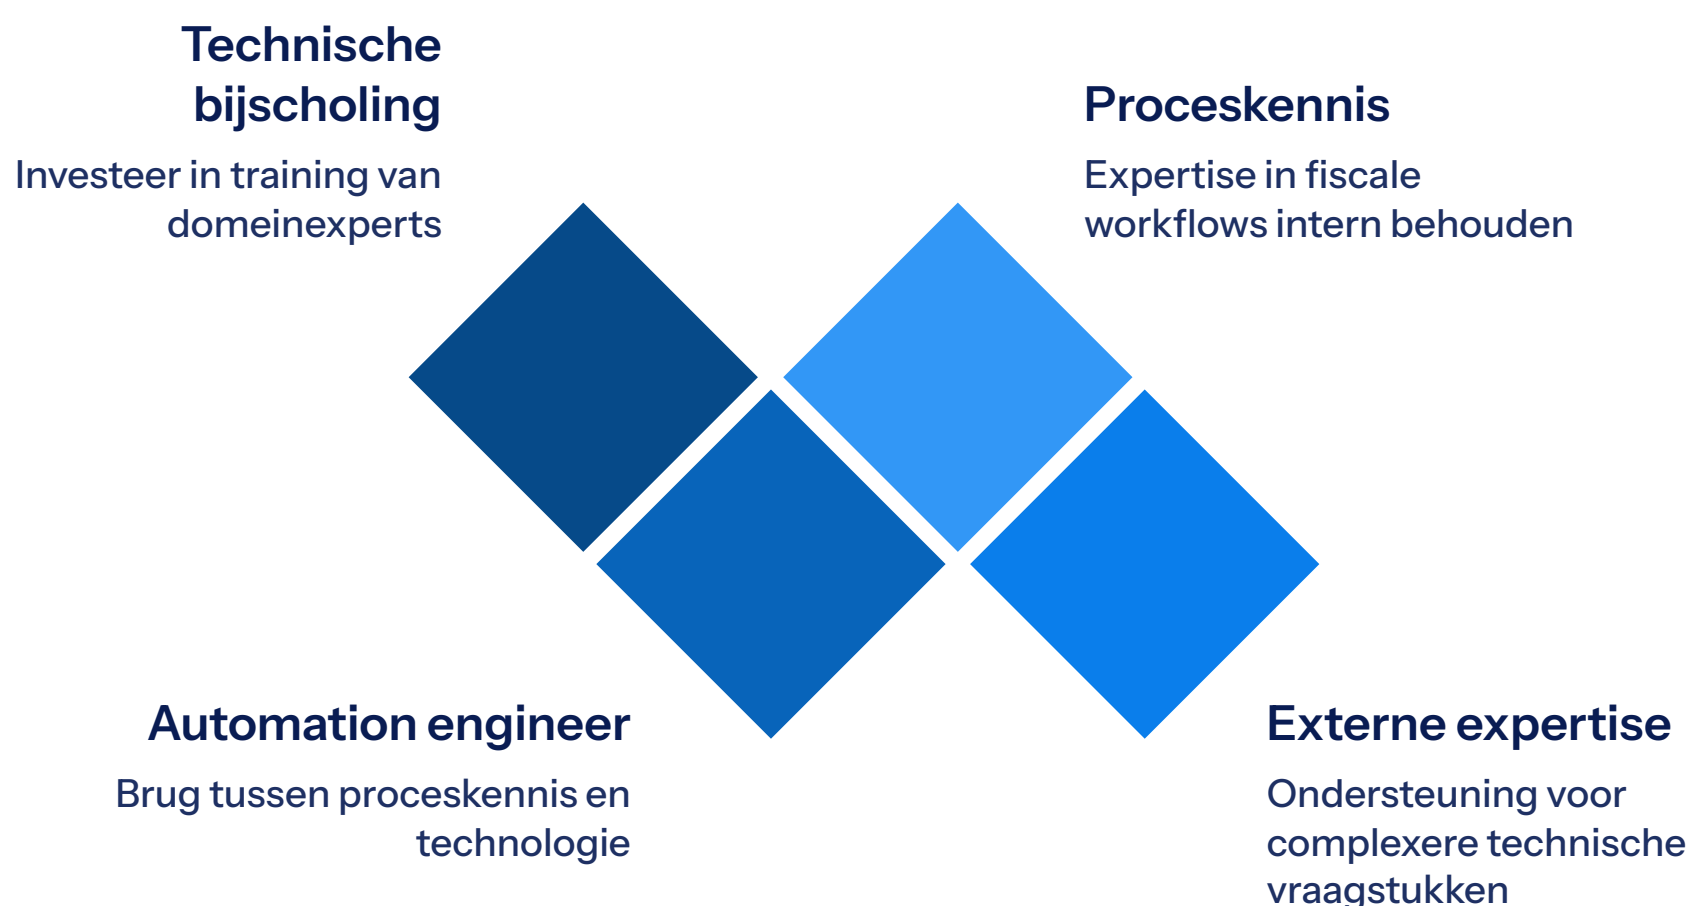 Technische
bijscholing
Investeer in training van
domeinexperts
Proceskennis
Expertise in fiscale
workflows intern behouden
Automation engineer
Brug tussen proceskennis en
technologie
Externe expertise
Ondersteuning voor
complexere technische
vraagstukken